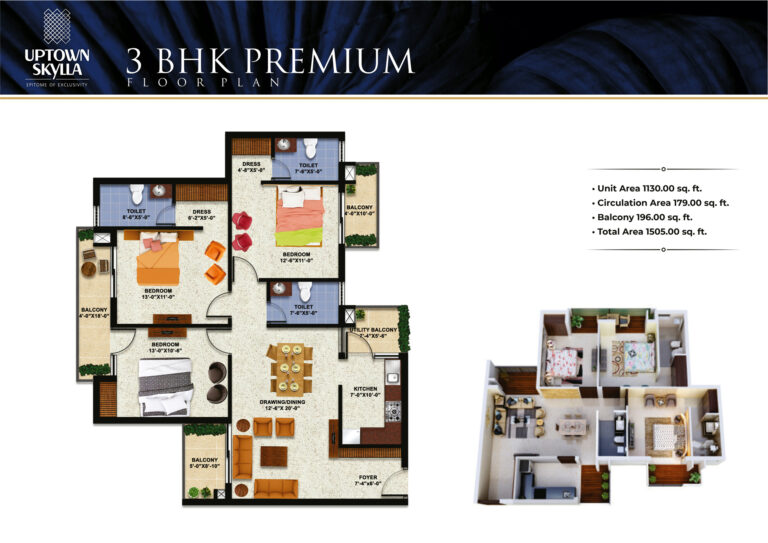 UPTOWN
SKYLLA
EPITOME OF EXCLUSIVITY
3 BHK PREMIUM
FLOOR PLAN
DRESS
4'-8"X5'-0"
TOILET
7'-6"X5'-0"
TOILET
8'-6"X5'-0"
DRESS
6'-2"X5'-0"
BALCONY
4'-0"X10'-0"
BEDROOM
12'-6"X11'-0"
BEDROOM
13'-0"X11'-0"
BALCONY
4'-0"X18'-0"
TOILET
7'-6"X5'-0"
UTILITY BALCONY
7'-4"X5'-6"
BEDROOM
13'-0"X10'-6"
KITCHEN
7'-0"X10'-0"
DRAWING/DINING
12'-6"X 20'-0"
BALCONY
5'-0"X8'-10"
FOYER
7'-4"x6'-0"
• Unit Area 1130.00 sq. ft.
• Circulation Area 179.00 sq. ft.
• Balcony 196.00 sq. ft.
• Total Area 1505.00 sq. ft.